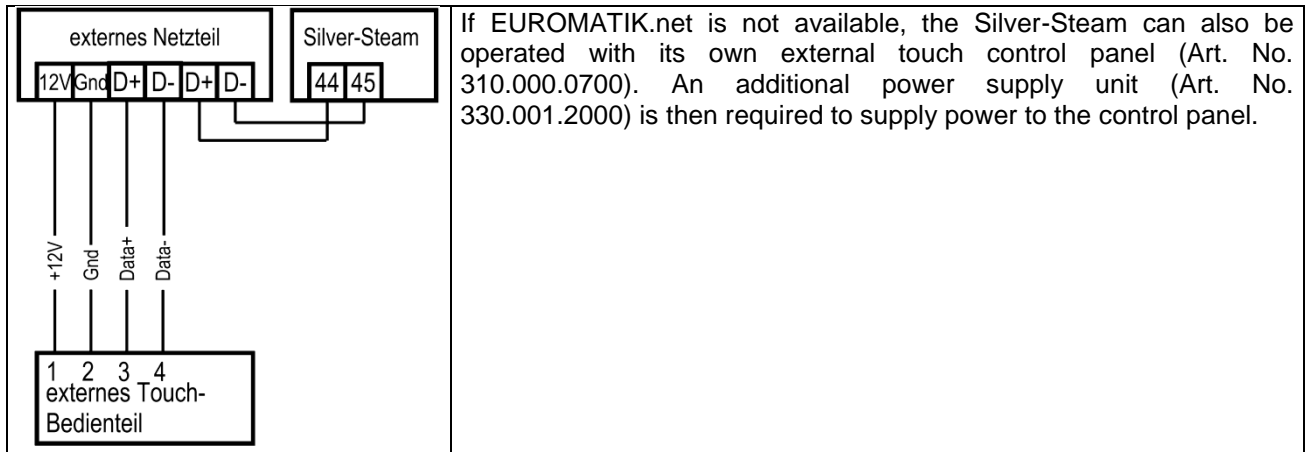 externes Netzteil
Silver-Steam
12V Gnd D+ D- D+ D-
44 45
+12V
Gnd
Data+
Data-
1 2 3 4
externes Touch-
Bedienteil
If EUROMATIK.net is not available, the Silver-Steam can also be
operated with its own external touch control panel (Art. No.
310.000.0700). An additional power supply unit (Art. No.
330.001.2000) is then required to supply power to the control panel.